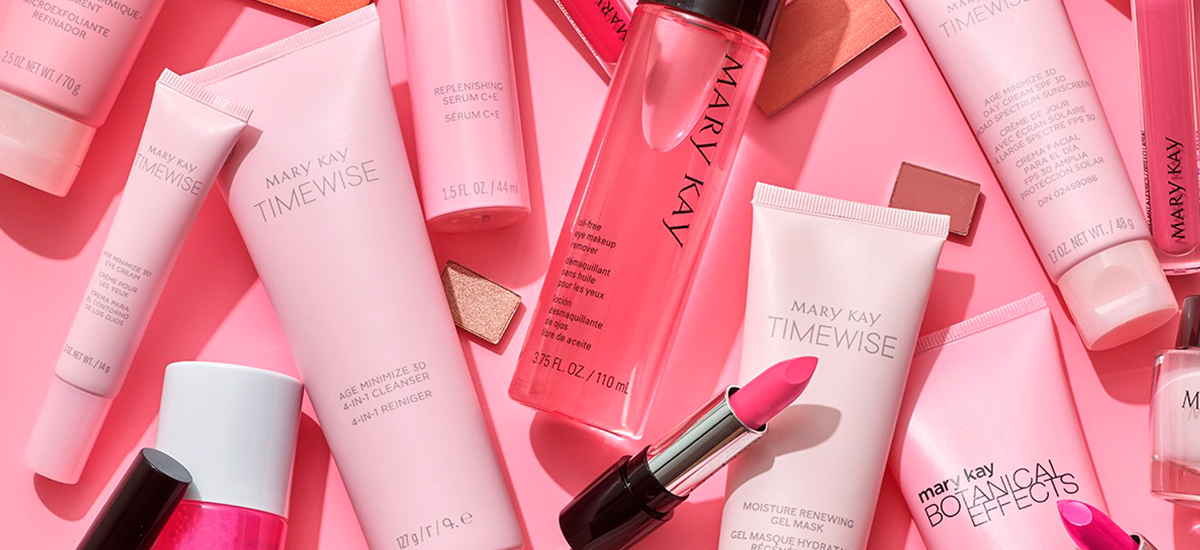 MICROEXFOLIANTE
REFINADOR
2.5 OZ. NET WT. / 70 g
MARY KAY
TIMEWISE
AGE MINIMIZE 3D
EYE CREAM
CRÈME POUR
LES YEUX
CREMA PARA
EL CONTORNO
DE LOS OJOS
OZ. NET WT. / 14 g
MARY KAY
TIMEWISE
AGE MINIMIZE 3D
4-IN-1 CLEANSER
4-IN-1 REINIGER
127 g / r / q. e
REPLENISHING
SERUM C+E
SÉRUM C+E
1.5 FL. OZ. / 44 mL
MARY KAY
oil-free
eye makeup
remover
démaquillant
sans huile
pour les yeux
loción
desmaquillante
de ojos
libre de aceite
3.75 FL. OZ. / 110 mL
MARY KAY
TIMEWISE
MOISTURE RENEWING
GEL MASK
GEL MASQUE
TIMEWISE
AGE MINIMIZE 3D
DAY CREAM SPF 30
BROAD SPECTRUM SUNSCREEN
CRÈME DE JOUR
AVEC ÉCRAN SOLAIRE
À LARGE SPECTRE FPS 30
CREMA FACIAL
PARA EL DÍA
FPS 30 AMPLIA
PROTECCIÓN SOLAR
DIN 02459086
1.7 OZ. NET WT. / 48 g
MARY KAY
mary kay
BOTANICAL
EFFECTS